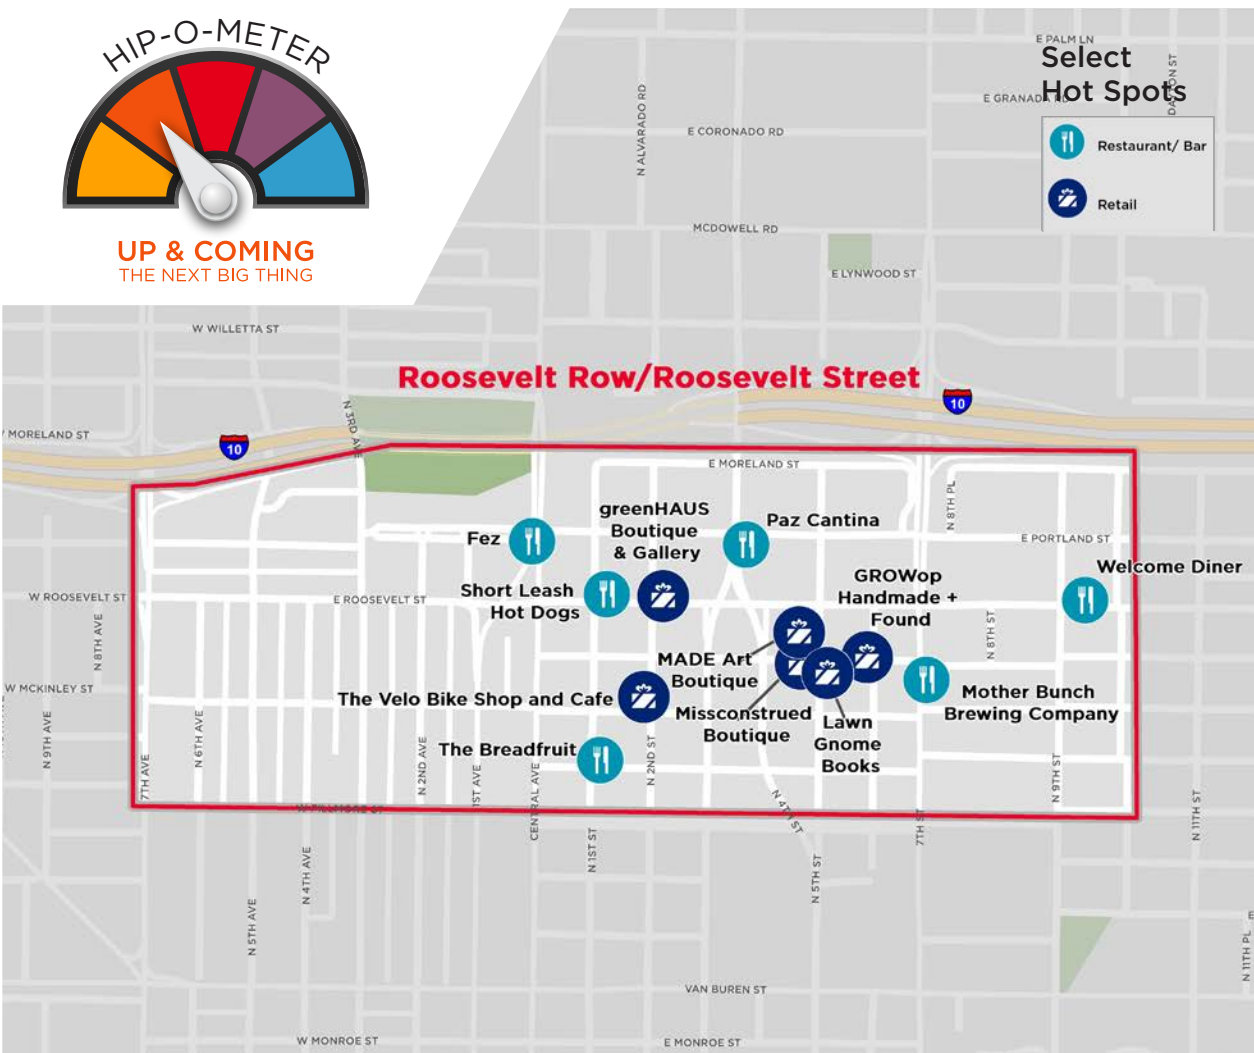 HIP-O-METER
UP & COMING
THE NEXT BIG THING
Select
Hot Spots
Restaurant/ Bar
Retail
E PALM LN
E GRANADA RD
N ALVARADO RD
E CORONADO RD
MCDOWELL RD
E LYNWOOD ST
W WILLETTA ST
Roosevelt Row/Roosevelt Street
10
10
N 3RD AVE
MORELAND ST
E MORELAND ST
N 8TH PL
greenHAUS
Boutique
& Gallery
Paz Cantina
Fez
E PORTLAND ST
Welcome Diner
Short Leash
Hot Dogs
GROWop
Handmade +
Found
W ROOSEVELT ST
E ROOSEVELT ST
N 8TH AVE
N 8TH ST
MADE Art
Boutique
W MCKINLEY ST
The Velo Bike Shop and Cafe
Missconstrued
Boutique
Lawn
Gnome
Books
Mother Bunch
Brewing Company
The Breadfruit
N 9TH AVE
N 6TH AVE
7TH AVE
N 2ND AVE
1ST AVE
CENTRAL AVE
N 2ND ST
N 4TH ST
N 9TH ST
W FILLMORE ST
N 1ST ST
7TH ST
N 11TH ST
N 4TH AVE
N 5TH AVE
N 5TH ST
N 11TH PL
VAN BUREN ST
W MONROE ST
E MONROE ST